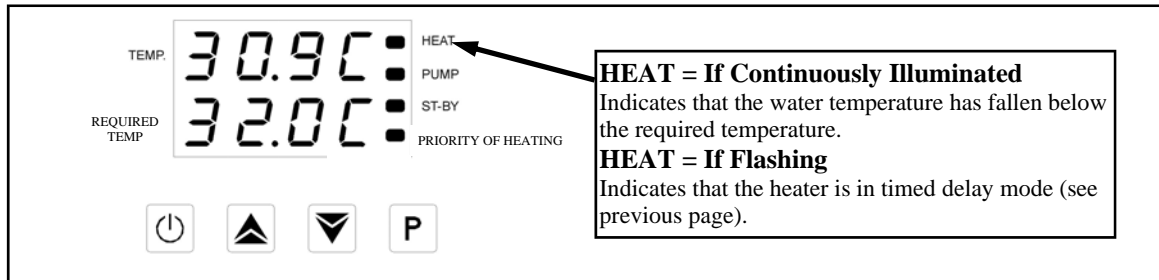 TEMP.
30.9C
HEAT
PUMP
REQUIRED
TEMP
32.0C
ST-BY
PRIORITY OF HEATING
P
HEAT = If Continuously Illuminated
Indicates that the water temperature has fallen below
the required temperature.
HEAT = If Flashing
Indicates that the heater is in timed delay mode (see
previous page).